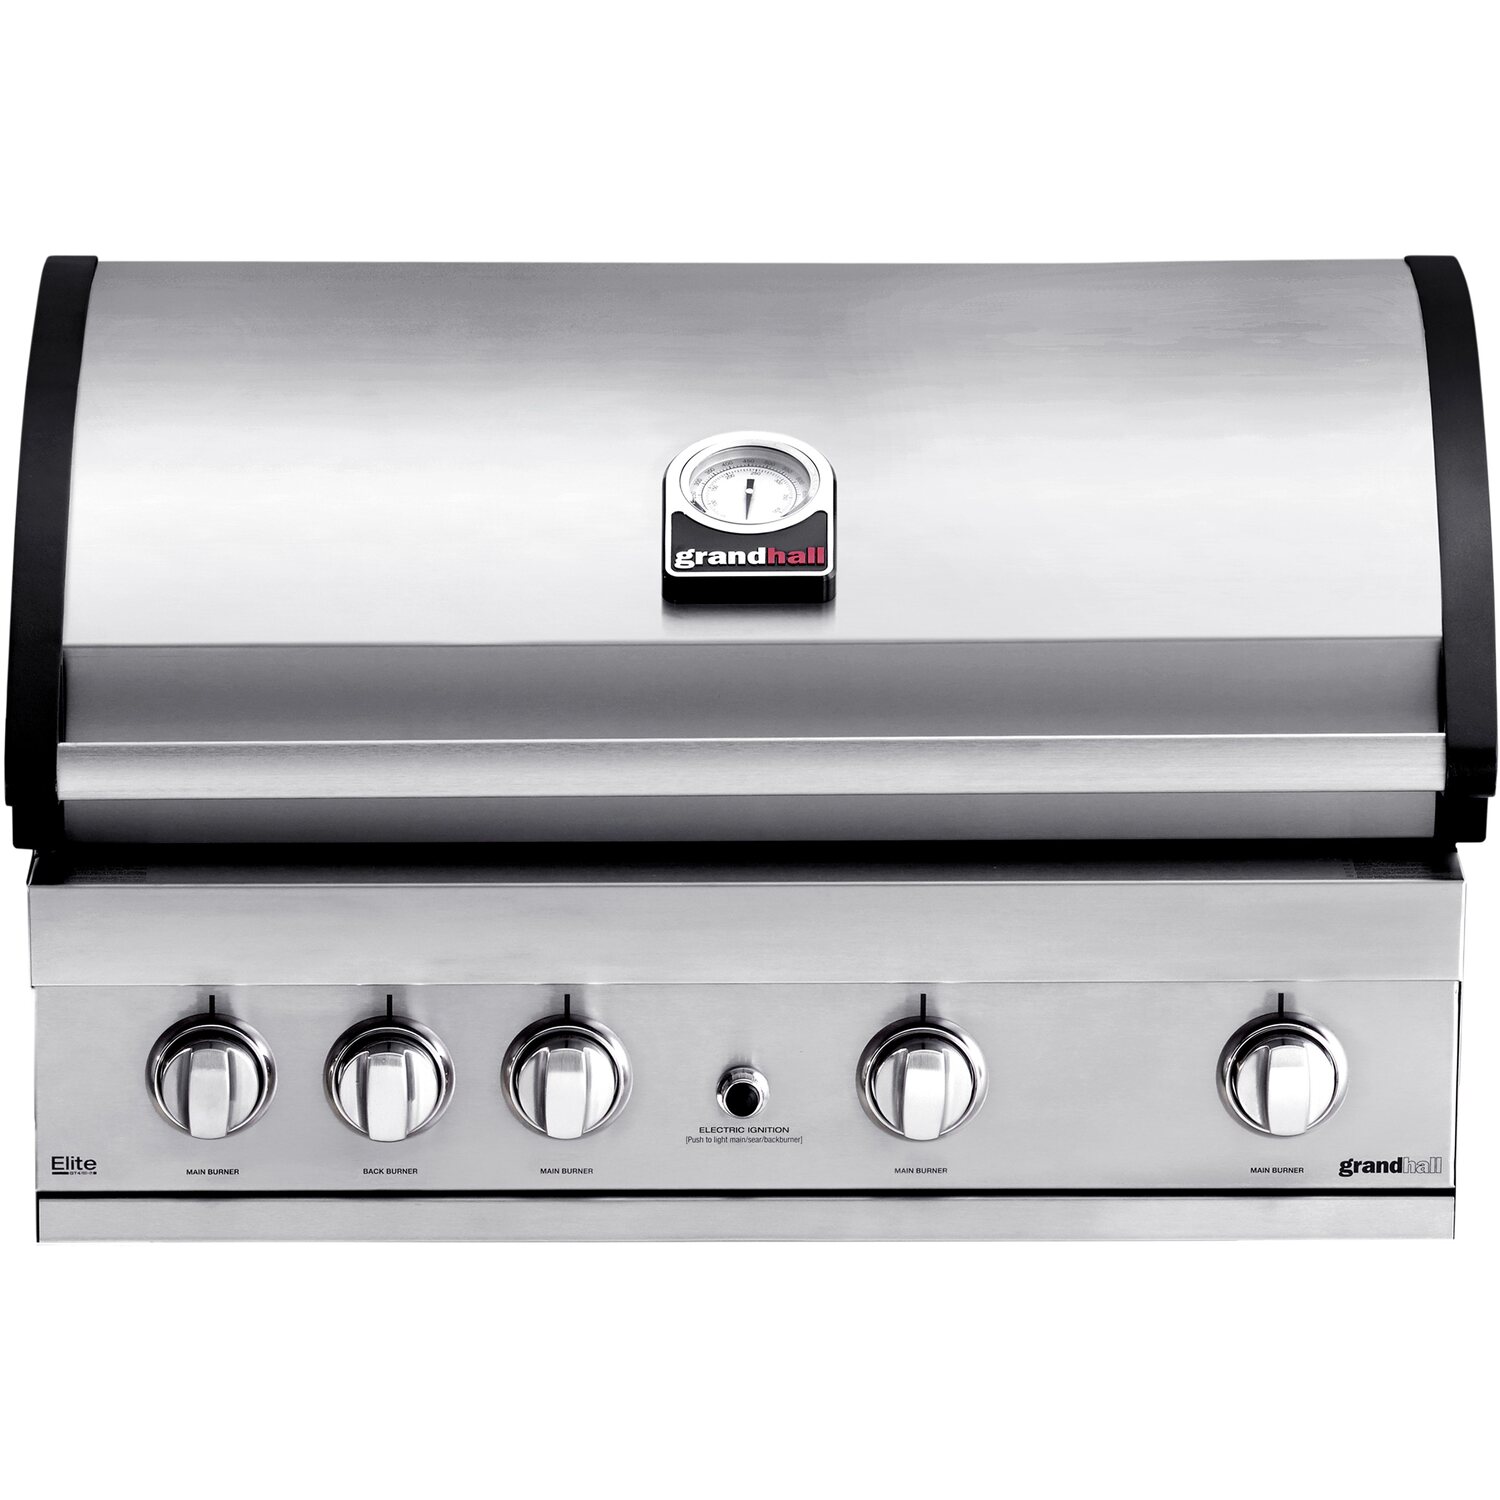 grandhall
ELECTRIC IGNITION
[Push to light main/sear/backburner]
Elite
MAIN BURNER
BACK BURNER
MAIN BURNER
MAIN BURNER
MAIN BURNER
grandhall